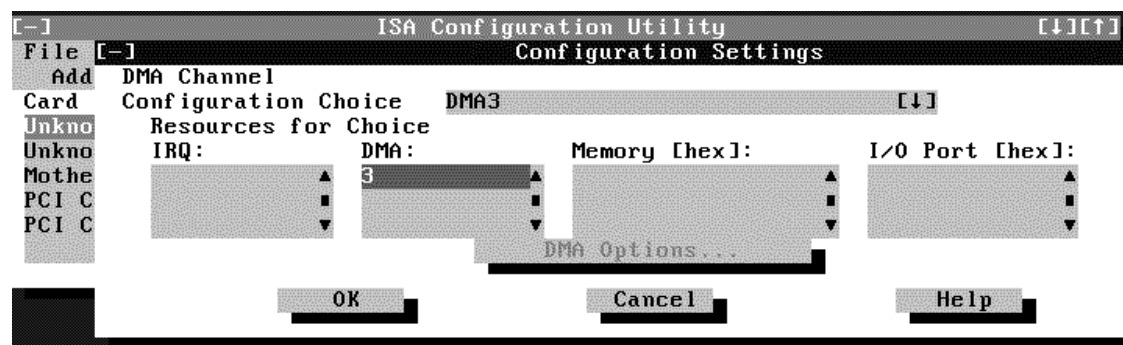 [-] ISA Configuration Utility [↓][↑]
File [-] Configuration Settings
Add DMA Channel
Card Configuration Choice DMA3 [↓]
Unkno Resources for Choice
Unkno IRQ: DMA: Memory [hex]: I/O Port [hex]:
Mothe 3
PCI C
PCI C
DMA Options...
OK Cancel Help